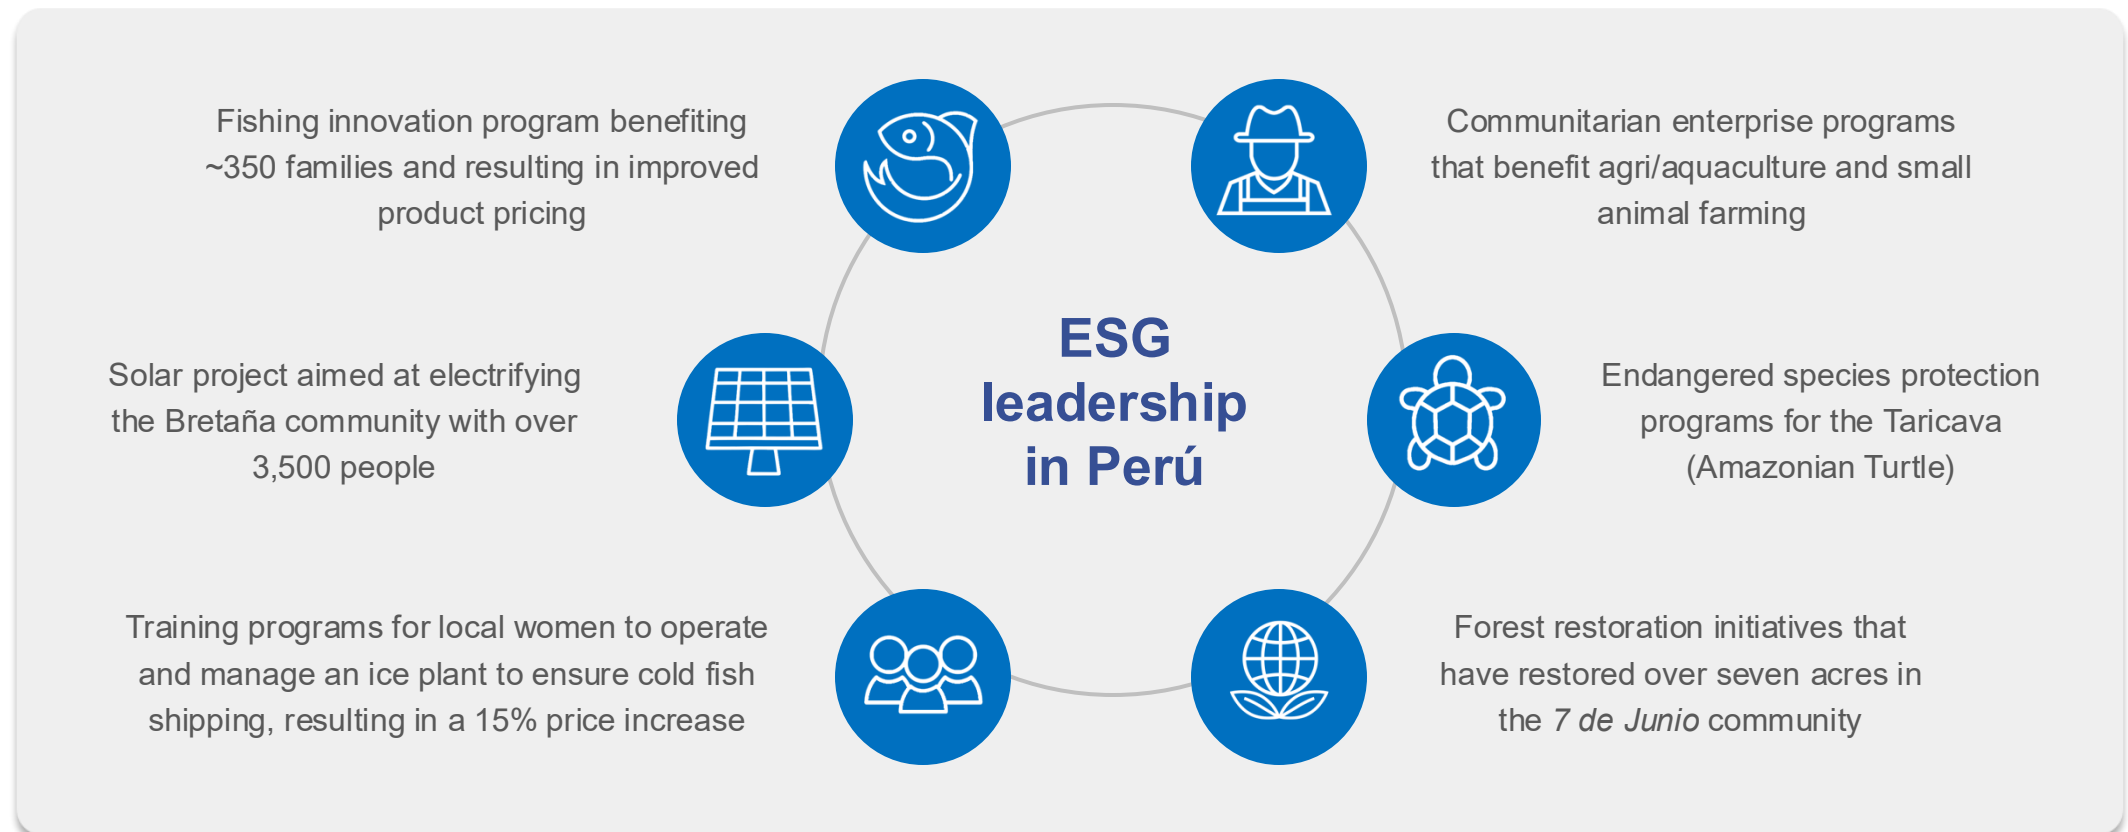 Fishing innovation program benefiting
~350 families and resulting in improved
product pricing
Communitarian enterprise programs
that benefit agri/aquaculture and small
animal farming
ESG
leadership
in Perú
Solar project aimed at electrifying
the Bretaña community with over
3,500 people
Endangered species protection
programs for the Taricava
(Amazonian Turtle)
Training programs for local women to operate
and manage an ice plant to ensure cold fish
shipping, resulting in a 15% price increase
Forest restoration initiatives that
have restored over seven acres in
the 7 de Junio community